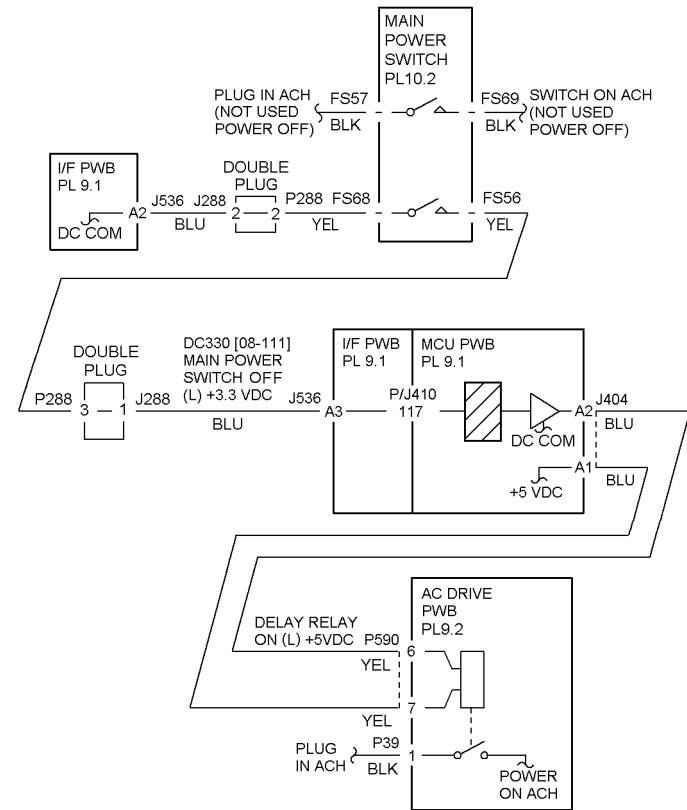 MAIN
POWER
SWITCH
PL10.2
PLUG IN ACH
(NOT USED
POWER OFF)
FS57
BLK
FS69
BLK
SWITCH ON ACH
(NOT USED
POWER OFF)
I/F PWB
PL 9.1
DC COM
A2
J536
BLU
J288
DOUBLE
PLUG
2
2
P288
FS68
YEL
FS56
YEL
DOUBLE
PLUG
P288
3
1
J288
DC330 [08-111]
MAIN POWER
SWITCH OFF
(L) +3.3 VDC
BLU
J536
I/F PWB
PL 9.1
A3
MCU PWB
PL 9.1
P/J410
117
DC COM
A2
J404
BLU
A1
BLU
+5 VDC
AC DRIVE
PWB
PL9.2
DELAY RELAY
ON (L) +5VDC
P590
6
YEL
7
YEL
PLUG
IN ACH
P39
BLK
1
POWER
ON ACH